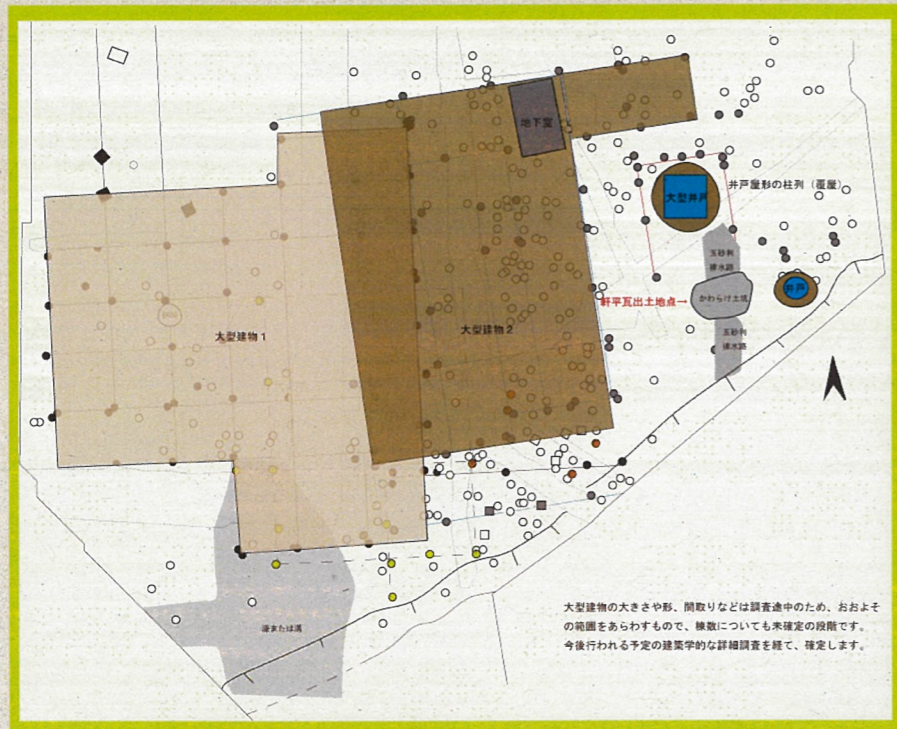 地下室
大型井戸
井戸屋形の柱列(覆屋)
玉砂利
排水路
井戸
軒平瓦出土地点→
かわらけ土坑
玉砂利
排水路
大型建物1
大型建物2
大型建物の大きさや形、間取りなどは調査途中のため、おおよそ
の範囲をあらわすもので、棟数についても未確定の段階です。
今後行われる予定の建築学的な詳細調査を経て、確定します。